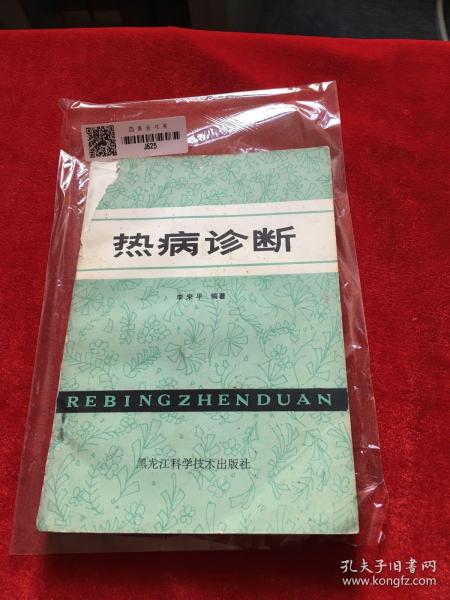 J625
热病诊断
李来平 编著
REBINGZHENDUAN
黑龙江科学技术出版社
孔夫子旧书网
www.kongfz.com